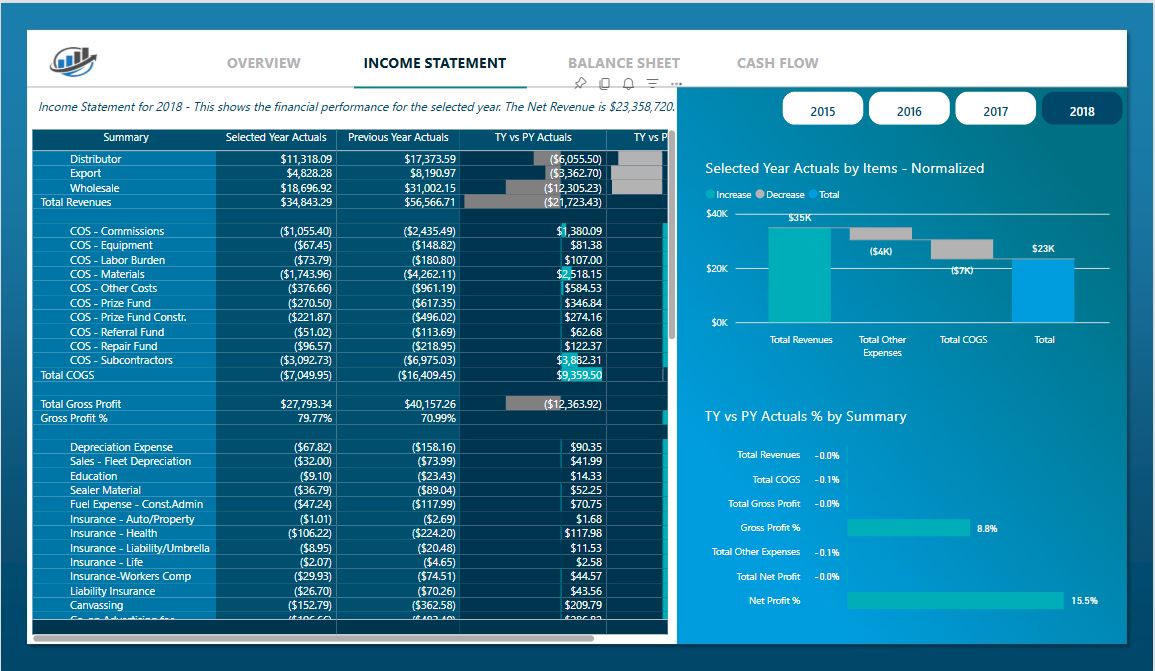 OVERVIEW INCOME STATEMENT BALANCE SHEET CASH FLOW
Income Statement for 2018 - This shows the financial performance for the selected year. The Net Revenue is $23,358,720.
2015 2016 2017 2018
Summary Selected Year Actuals Previous Year Actuals TY vs PY Actuals TY vs P
Distributor $11,318.09 $17,373.59 ($6,055.50)
Export $4,828.28 $8,190.97 ($3,362.70)
Wholesale $18,696.92 $31,002.15 ($12,305.23)
Total Revenues $34,843.29 $56,566.71 ($21,723.43)
COS - Commissions ($1,055.40) ($2,435.49) $1,380.09
COS - Equipment ($67.45) ($148.82) $81.38
COS - Labor Burden ($73.79) ($180.80) $107.00
COS - Materials ($1,743.96) ($4,262.11) $2,518.15
COS - Other Costs ($376.66) ($961.19) $584.53
COS - Prize Fund ($270.50) ($617.35) $346.84
COS - Prize Fund Constr. ($221.87) ($496.02) $274.16
COS - Referral Fund ($51.02) ($113.69) $62.68
COS - Repair Fund ($96.57) ($218.95) $122.37
COS - Subcontractors ($3,092.73) ($6,975.03) $3,882.31
Total COGS ($7,049.95) ($16,409.45) $9,359.50
Total Gross Profit $27,793.34 $40,157.26 ($12,363.92)
Gross Profit % 79.77% 70.99%
Depreciation Expense ($67.82) ($158.16) $90.35
Sales - Fleet Depreciation ($32.00) ($73.99) $41.99
Education ($9.10) ($23.43) $14.33
Sealer Material ($36.79) ($89.04) $52.25
Fuel Expense - Const.Admin ($47.24) ($117.99) $70.75
Insurance - Auto/Property ($1.01) ($2.69) $1.68
Insurance - Health ($106.22) ($224.20) $117.98
Insurance - Liability/Umbrella ($8.95) ($20.48) $11.53
Insurance - Life ($2.07) ($4.65) $2.58
Insurance-Workers Comp ($29.93) ($74.51) $44.57
Liability Insurance ($26.70) ($70.26) $43.56
Canvassing ($152.79) ($362.58) $209.79
Selected Year Actuals by Items - Normalized
Increase Decrease Total
$40K
$35K
($4K)
$23K
$20K
($7K)
$0K
Total Revenues Total Other Expenses Total COGS Total
TY vs PY Actuals % by Summary
Total Revenues -0.0%
Total COGS -0.1%
Total Gross Profit -0.0%
Gross Profit % 8.8%
Total Other Expenses -0.1%
Total Net Profit -0.0%
Net Profit % 15.5%